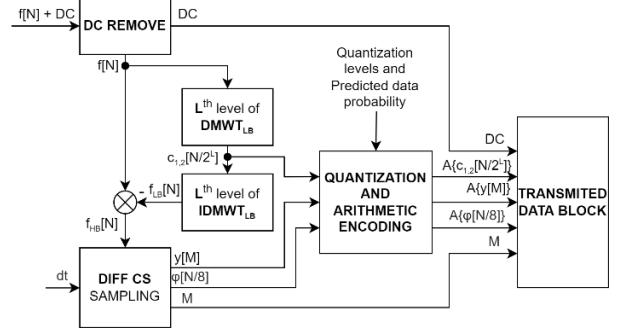 f[N] + DC
DC REMOVE
DC
f[N]
Quantization
levels and
Predicted data
probability
Lth level of
DMWTLB
c1,2[N/2L]
- fLB[N]
Lth level of
IDMWTLB
QUANTIZATION
AND
ARITHMETIC
ENCODING
DC
A{c1,2[N/2L]}
A{y[M]}
A{φ[N/8]}
M
TRANSMITED
DATA BLOCK
fHB[N]
dt
DIFF CS
SAMPLING
y[M]
φ[N/8]
M